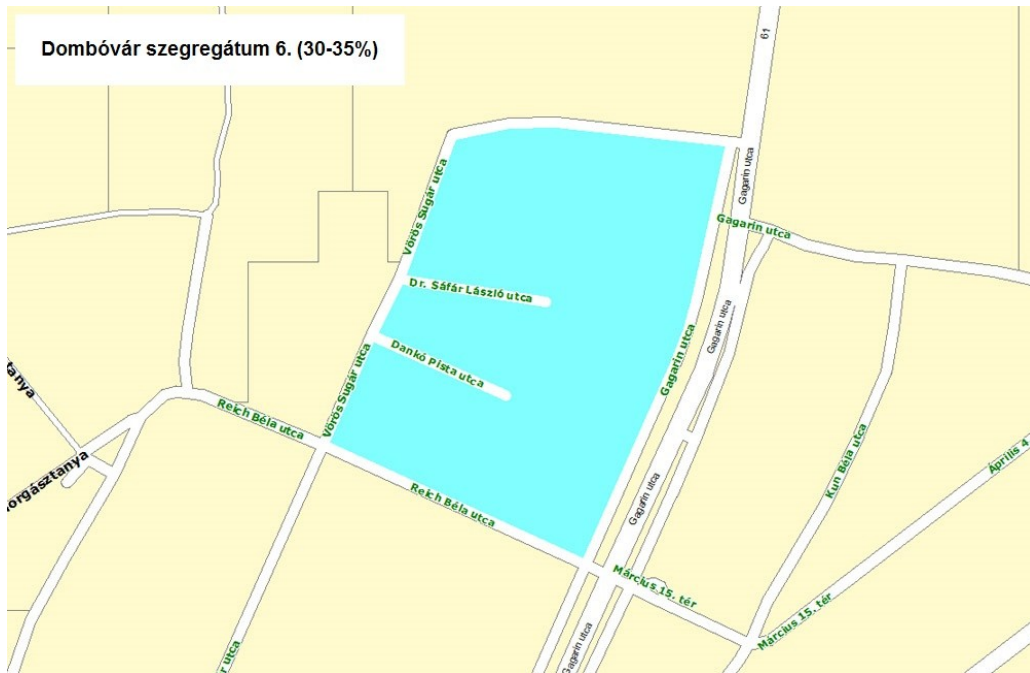 Dombóvár szegregátum 6. (30-35%)
61
Vörös Sugár utca
Gagarin utca
Gagarin utca
Dr. Sáfár László utca
Gagarin utca
Gagarin utca
Dankó Pista utca
Vörös Sugár utca
Reich Béla utca
Kun Béla utca
Április 4
Reich Béla utca
Gagarin utca
Március 15. tér
Március 15. tér
Gagarin utca
utca